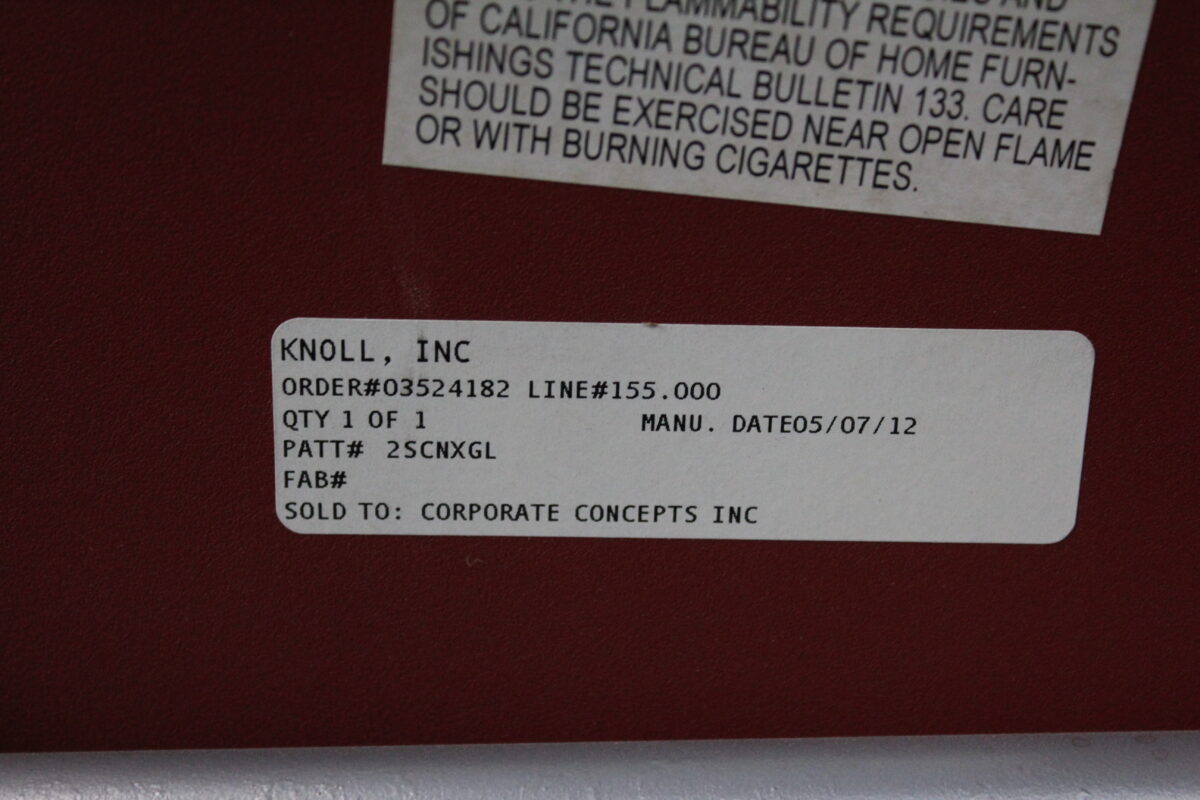 FLAMMABILITY REQUIREMENTS
OF CALIFORNIA BUREAU OF HOME FURN-
ISHINGS TECHNICAL BULLETIN 133. CARE
SHOULD BE EXERCISED NEAR OPEN FLAME
OR WITH BURNING CIGARETTES.
KNOLL, INC
ORDER#03524182 LINE#155.000
QTY 1 OF 1 MANU. DATE05/07/12
PATT# 2SCNXGL
FAB#
SOLD TO: CORPORATE CONCEPTS INC